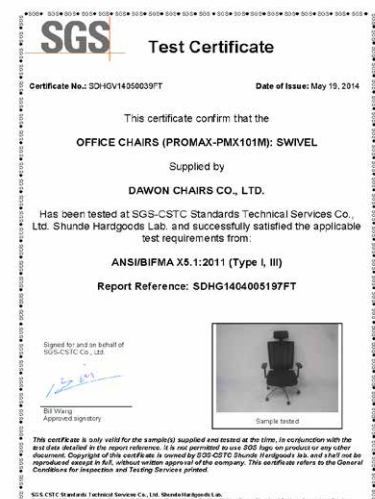 SGS
Test Certificate
Certificate No.: SDHGV14050039FT
Date of Issue: May 19, 2014
This certificate confirm that the
OFFICE CHAIRS (PROMAX-PMX101M): SWIVEL
Supplied by
DAWON CHAIRS CO., LTD.
Has been tested at SGS-CSTC Standards Technical Services Co.,
Ltd. Shunde Hardgoods Lab. and successfully satisfied the applicable
test requirements from:
ANSI/BIFMA X5.1:2011 (Type I, III)
Report Reference: SDHG1404005197FT
Signed for and on behalf of
SGS-CSTC Co., Ltd.
Bill Wang
Approved signatory
Sample tested
This certificate is only valid for the sample(s) supplied and tested at the time, in conjunction with the
test data detailed in the report reference. It is not permitted to use SGS logo on product or any other
document. Copyright of this certificate is owned by SGS-CSTC Shunde Hardgoods lab. and shall not be
reproduced except in full, without written approval of the company. This certificate refers to the General
Conditions for Inspection and Testing Services printed.
SGS CSTC Standards Technical Services Co., Ltd. Shunde Hardgoods Lab.